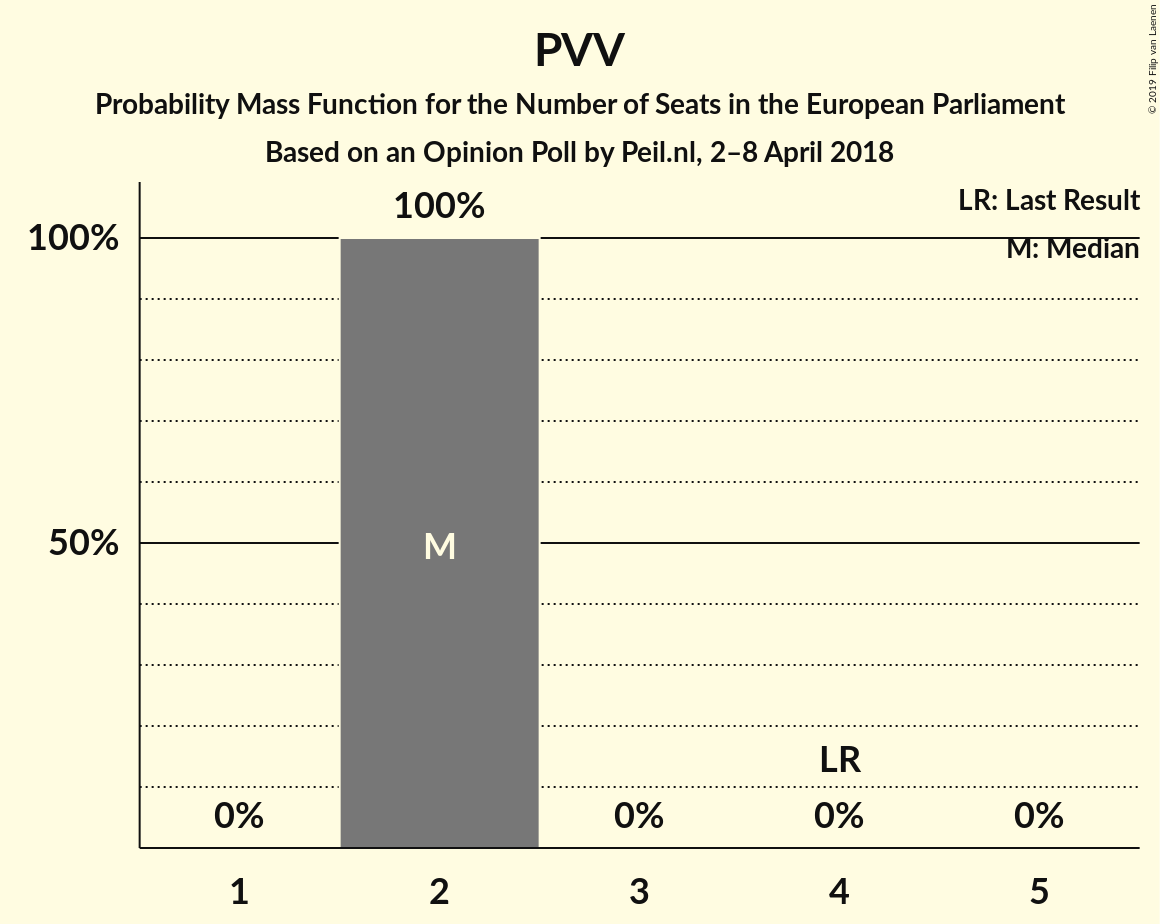 PVV
Probability Mass Function for the Number of Seats in the European Parliament
Based on an Opinion Poll by Peil.nl, 2–8 April 2018
© 2019 Filip van Laenen
LR: Last Result
M: Median
100%
100%
50%
M
LR
0%
0%
0%
0%
1
2
3
4
5